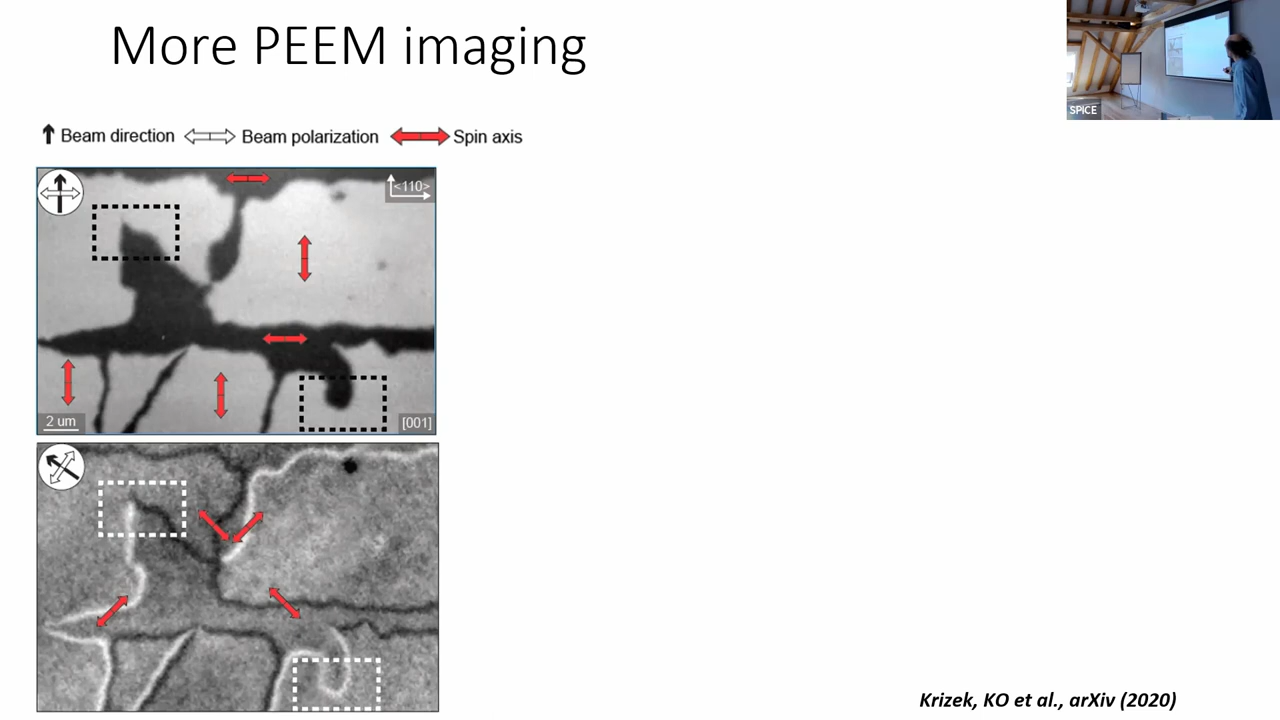 More PEEM imaging
SPICE
Beam direction Beam polarization Spin axis
<110>
2 um
[001]
Krizek, KO et al., arXiv (2020)